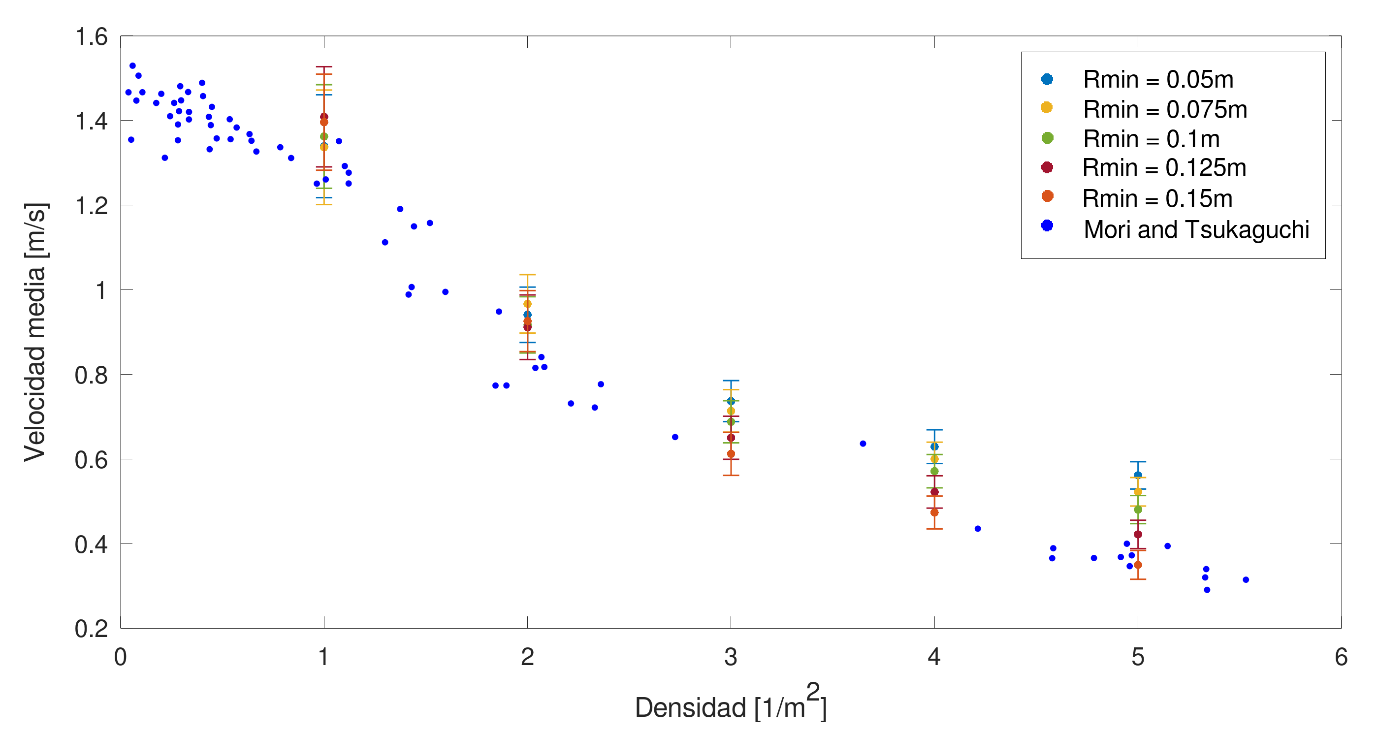 1.6
1.4
1.2
1
0.8
0.6
0.4
0.2
Velocidad media [m/s]
Rmin = 0.05m
Rmin = 0.075m
Rmin = 0.1m
Rmin = 0.125m
Rmin = 0.15m
Mori and Tsukaguchi
0 1 2 3 4 5 6
Densidad [1/m²]